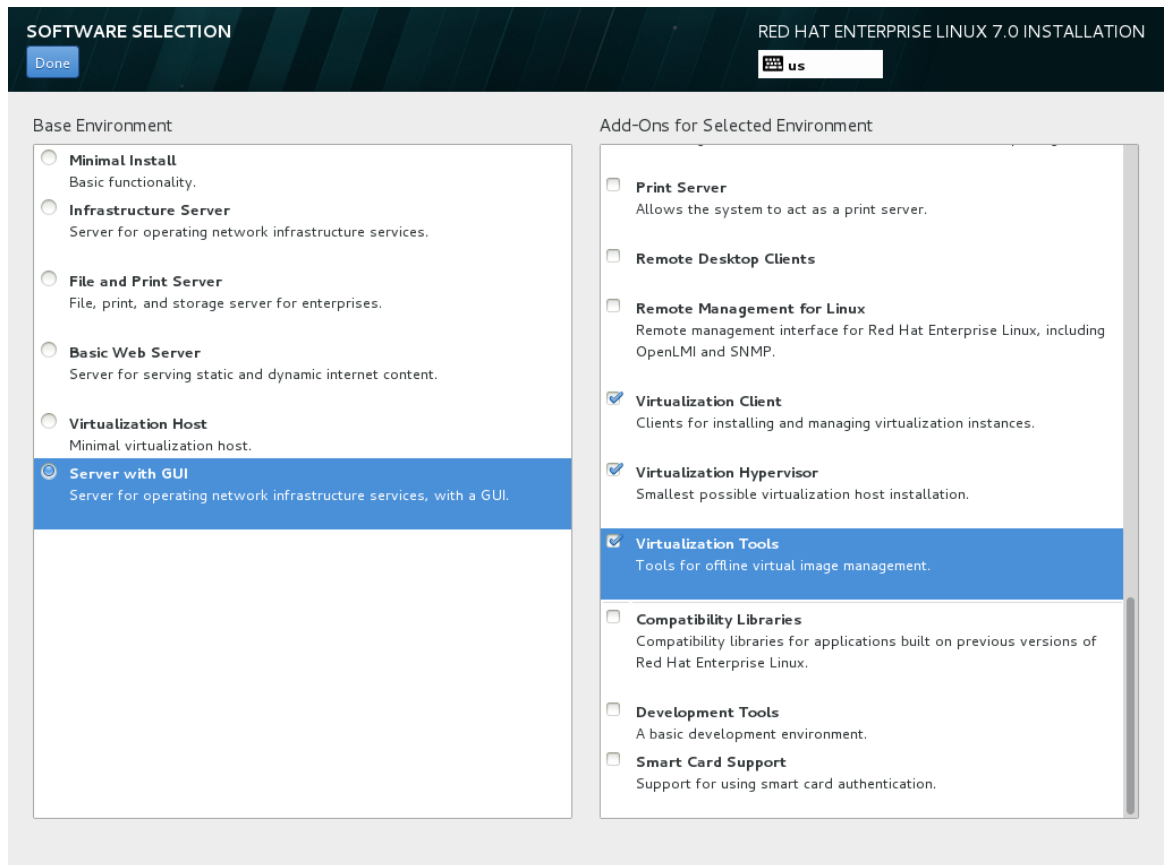 SOFTWARE SELECTION
RED HAT ENTERPRISE LINUX 7.0 INSTALLATION
Done
us
Base Environment
Minimal Install
Basic functionality.
Infrastructure Server
Server for operating network infrastructure services.
File and Print Server
File, print, and storage server for enterprises.
Basic Web Server
Server for serving static and dynamic internet content.
Virtualization Host
Minimal virtualization host.
Server with GUI
Server for operating network infrastructure services, with a GUI.
Add-Ons for Selected Environment
Print Server
Allows the system to act as a print server.
Remote Desktop Clients
Remote Management for Linux
Remote management interface for Red Hat Enterprise Linux, including
OpenLMI and SNMP.
Virtualization Client
Clients for installing and managing virtualization instances.
Virtualization Hypervisor
Smallest possible virtualization host installation.
Virtualization Tools
Tools for offline virtual image management.
Compatibility Libraries
Compatibility libraries for applications built on previous versions of
Red Hat Enterprise Linux.
Development Tools
A basic development environment.
Smart Card Support
Support for using smart card authentication.